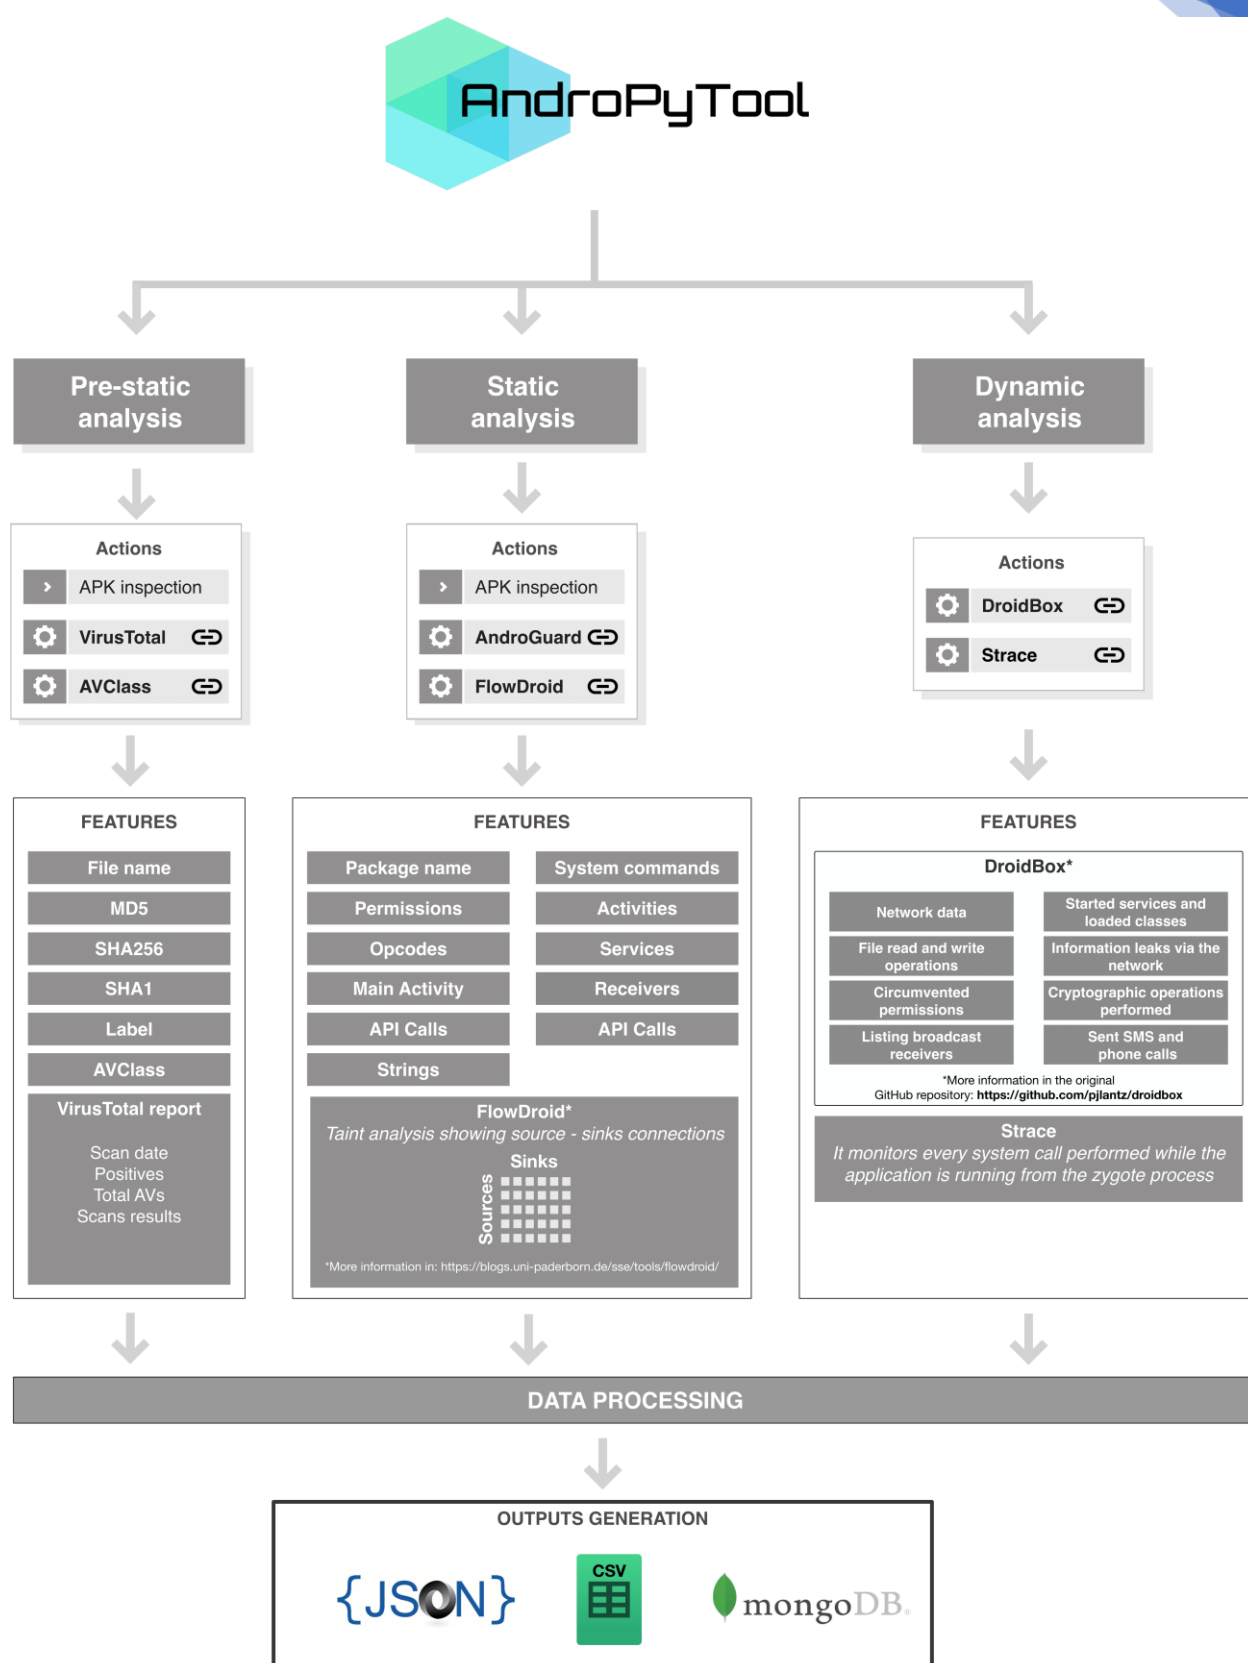 AndroPyTool
Pre-static
analysis
Static
analysis
Dynamic
analysis
Actions
APK inspection
VirusTotal
AVClass
Actions
APK inspection
AndroGuard
FlowDroid
Actions
DroidBox
Strace
FEATURES
File name
MD5
SHA256
SHA1
Label
AVClass
VirusTotal report
Scan date
Positives
Total AVs
Scans results
FEATURES
Package name
System commands
Permissions
Activities
Opcodes
Services
Main Activity
Receivers
API Calls
API Calls
Strings
FlowDroid*
Taint analysis showing source - sinks connections
Sinks
Sources
*More information in: https://blogs.uni-paderborn.de/sse/tools/flowdroid/
FEATURES
DroidBox*
Network data
Started services and
loaded classes
File read and write
operations
Information leaks via the
network
Circumvented
permissions
Cryptographic operations
performed
Listing broadcast
receivers
Sent SMS and
phone calls
*More information in the original
GitHub repository: https://github.com/pjlantz/droidbox
Strace
It monitors every system call performed while the
application is running from the zygote process
DATA PROCESSING
OUTPUTS GENERATION
{JSON}
CSV
mongoDB®